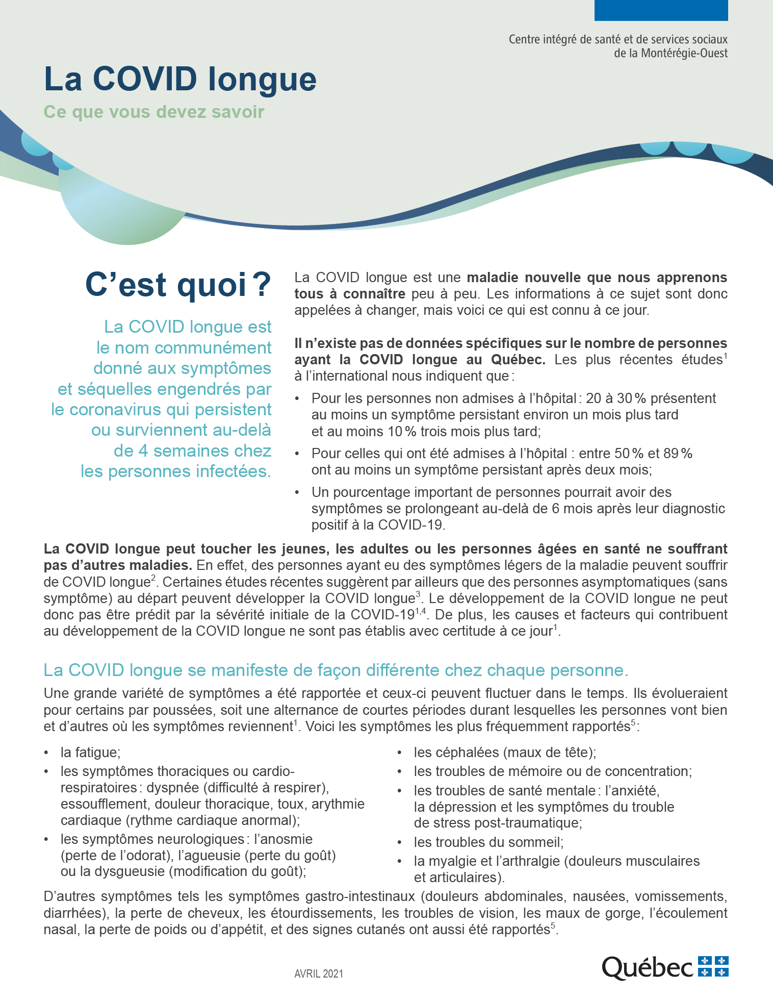 Centre intégré de santé et de services sociaux
de la Montérégie-Ouest
La COVID longue
Ce que vous devez savoir
C’est quoi ?
La COVID longue est
le nom communément
donné aux symptômes
et séquelles engendrés par
le coronavirus qui persistent
ou surviennent au-delà
de 4 semaines chez
les personnes infectées.
La COVID longue est une maladie nouvelle que nous apprenons
tous à connaître peu à peu. Les informations à ce sujet sont donc
appelées à changer, mais voici ce qui est connu à ce jour.
Il n’existe pas de données spécifiques sur le nombre de personnes
ayant la COVID longue au Québec. Les plus récentes études¹
à l’international nous indiquent que :
• Pour les personnes non admises à l’hôpital : 20 à 30 % présentent
au moins un symptôme persistant environ un mois plus tard
et au moins 10 % trois mois plus tard;
• Pour celles qui ont été admises à l’hôpital : entre 50 % et 89 %
ont au moins un symptôme persistant après deux mois;
• Un pourcentage important de personnes pourrait avoir des
symptômes se prolongeant au-delà de 6 mois après leur diagnostic
positif à la COVID-19.
La COVID longue peut toucher les jeunes, les adultes ou les personnes âgées en santé ne souffrant
pas d’autres maladies. En effet, des personnes ayant eu des symptômes légers de la maladie peuvent souffrir
de COVID longue². Certaines études récentes suggèrent par ailleurs que des personnes asymptomatiques (sans
symptôme) au départ peuvent développer la COVID longue³. Le développement de la COVID longue ne peut
donc pas être prédit par la sévérité initiale de la COVID-19¹,⁴. De plus, les causes et facteurs qui contribuent
au développement de la COVID longue ne sont pas établis avec certitude à ce jour¹.
La COVID longue se manifeste de façon différente chez chaque personne.
Une grande variété de symptômes a été rapportée et ceux-ci peuvent fluctuer dans le temps. Ils évolueraient
pour certains par poussées, soit une alternance de courtes périodes durant lesquelles les personnes vont bien
et d’autres où les symptômes reviennent¹. Voici les symptômes les plus fréquemment rapportés⁵ :
• la fatigue;
• les symptômes thoraciques ou cardio-
respiratoires : dyspnée (difficulté à respirer),
essoufflement, douleur thoracique, toux, arythmie
cardiaque (rythme cardiaque anormal);
• les symptômes neurologiques : l’anosmie
(perte de l’odorat), l’agueusie (perte du goût)
ou la dysgueusie (modification du goût);
• les céphalées (maux de tête);
• les troubles de mémoire ou de concentration;
• les troubles de santé mentale : l’anxiété,
la dépression et les symptômes du trouble
de stress post-traumatique;
• les troubles du sommeil;
• la myalgie et l’arthralgie (douleurs musculaires
et articulaires).
D’autres symptômes tels les symptômes gastro-intestinaux (douleurs abdominales, nausées, vomissements,
diarrhées), la perte de cheveux, les étourdissements, les troubles de vision, les maux de gorge, l’écoulement
nasal, la perte de poids ou d’appétit, et des signes cutanés ont aussi été rapportés⁵.
AVRIL 2021
Québec